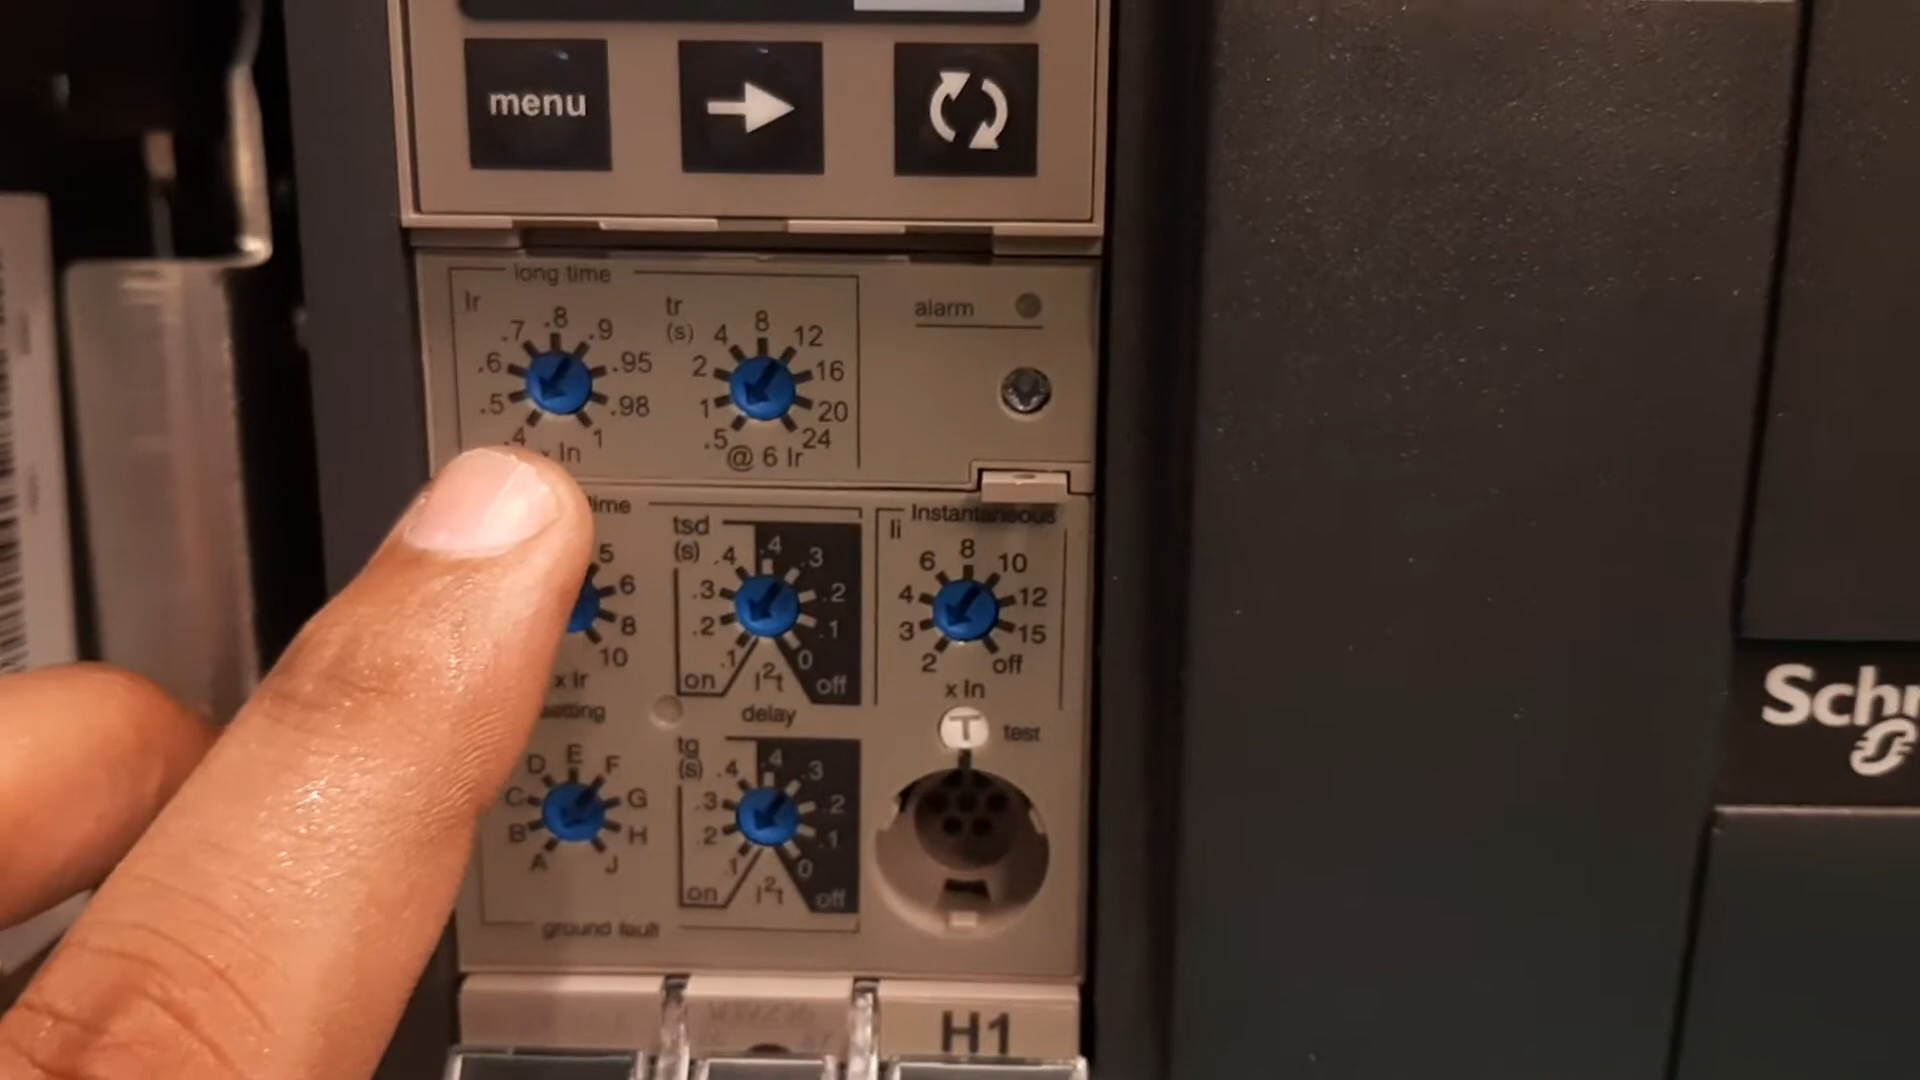 menu
long time
Ir
.4 .5 .6 .7 .8 .9 .95 .98 1
x In
tr
(s)
.5 1 2 4 8 12 16 20 24
@ 6 Ir
alarm
time
5 6 8 10
x Ir
tsd
(s)
.1 .2 .3 .4 .4 .3 .2 .1 0
on I²t off
Instantaneous
Ii
2 3 4 6 8 10 12 15 off
x In
setting
delay
T test
A B C D E F G H J
tg
(s)
.1 .2 .3 .4 .4 .3 .2 .1 0
on I²t off
ground fault
H1
Schn